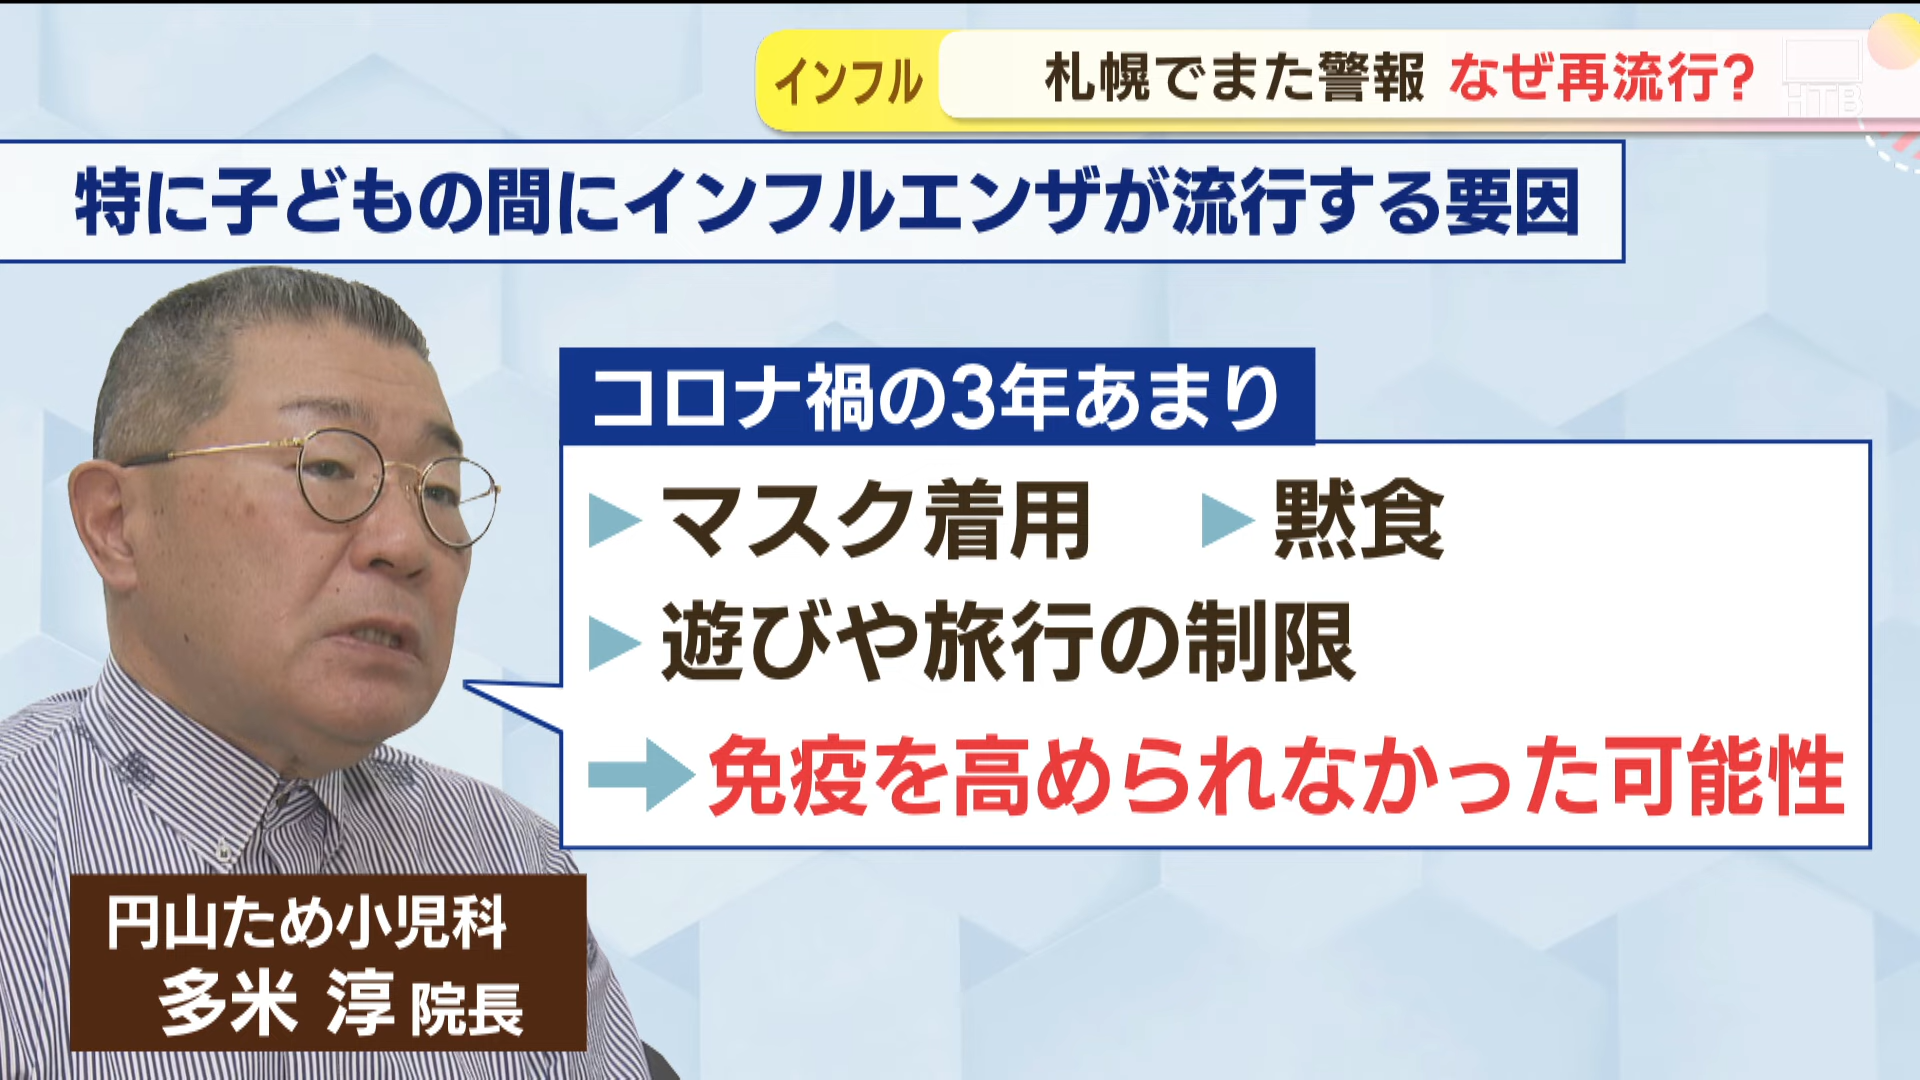 インフル 札幌でまた警報 なぜ再流行?
HTB
特に子どもの間にインフルエンザが流行する要因
コロナ禍の3年あまり
マスク着用 黙食
遊びや旅行の制限
免疫を高められなかった可能性
円山ため小児科
多米 淳 院長